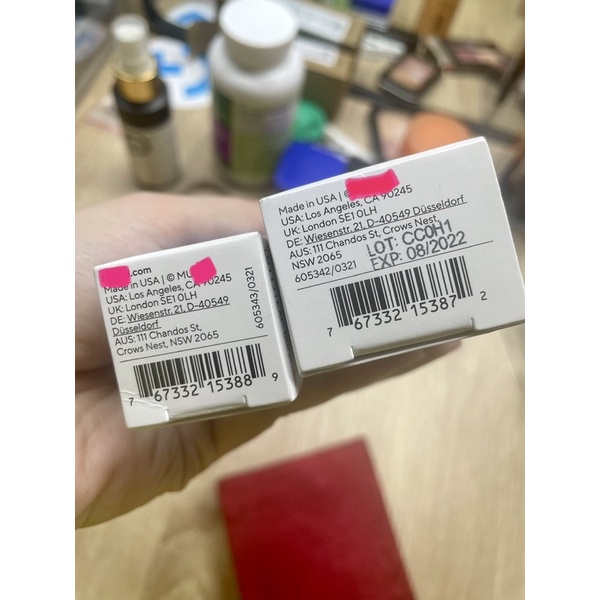 .com
Made in USA | © MU
USA: Los Angeles, CA 90245
UK: London SE1 0LH
DE: Wiesenstr. 21, D-40549
Düsseldorf
AUS: 111 Chandos St,
Crows Nest, NSW 2065
605343/0321
7 67332 15388 9
Made in USA | ©
USA: Los Angeles, CA 90245
UK: London SE1 0LH
DE: Wiesenstr. 21, D-40549 Düsseldorf
AUS: 111 Chandos St, Crows Nest,
NSW 2065
605342/0321
LOT: CC0H1
EXP: 08/2022
7 67332 15387 2